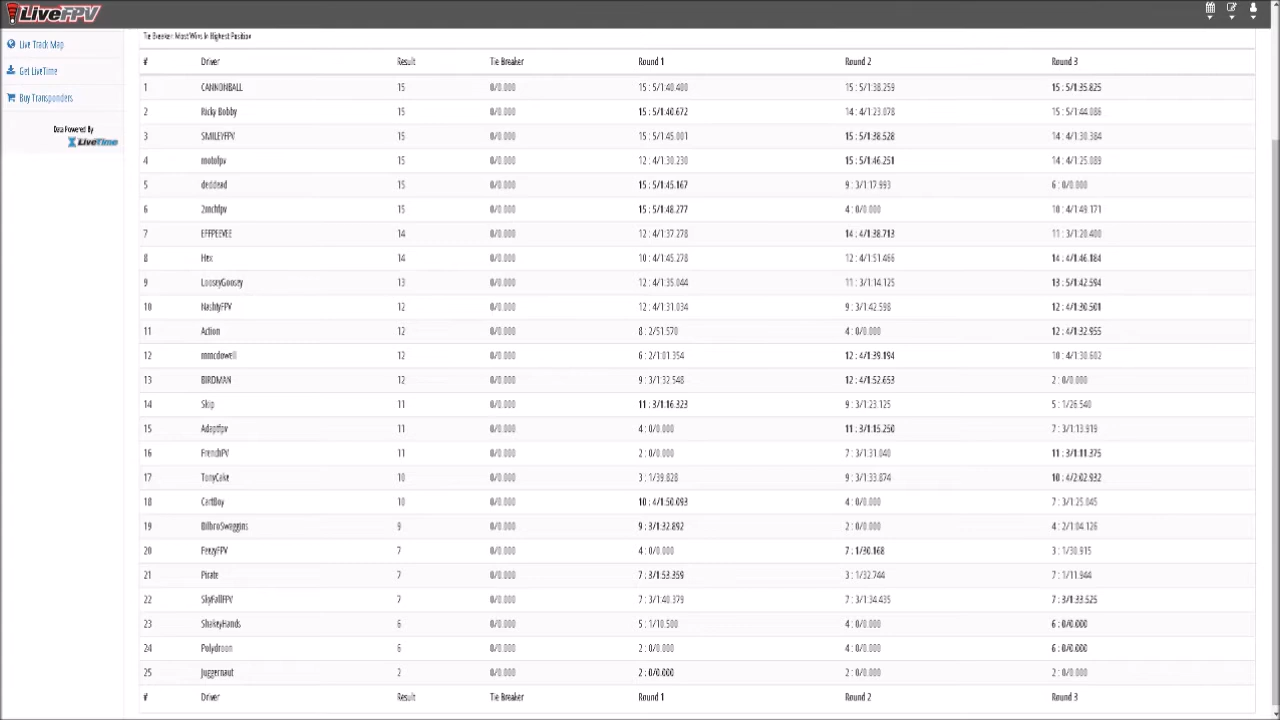 LiveFPV
Live Track Map
Get LiveTime
Buy Transponders
Data Powered By
LiveTime
Tie Breaker: Most Wins In Highest Position
# Driver Result Tie Breaker Round 1 Round 2 Round 3
1 CANNONBALL 15 0/0.000 15 : 5/1:40.400 15 : 5/1:38.259 15 : 5/1:35.825
2 Ricky Bobby 15 0/0.000 15 : 5/1:40.672 14 : 4/1:23.078 15 : 5/1:44.086
3 SMILEYFPV 15 0/0.000 15 : 5/1:45.001 15 : 5/1:38.528 14 : 4/1:30.384
4 motofpv 15 0/0.000 12 : 4/1:30.230 15 : 5/1:46.251 14 : 4/1:25.089
5 deddead 15 0/0.000 15 : 5/1:45.167 9 : 3/1:17.993 6 : 0/0.000
6 2inchfpv 15 0/0.000 15 : 5/1:48.277 4 : 0/0.000 10 : 4/1:49.171
7 EFFPEEVEE 14 0/0.000 12 : 4/1:37.278 14 : 4/1:38.713 11 : 3/1:20.400
8 Hex 14 0/0.000 10 : 4/1:45.278 12 : 4/1:51.466 14 : 4/1:46.184
9 LooseyGoosey 13 0/0.000 12 : 4/1:35.044 11 : 3/1:14.125 13 : 5/1:42.594
10 NashtyFPV 12 0/0.000 12 : 4/1:31.034 9 : 3/1:42.598 12 : 4/1:30.501
11 Action 12 0/0.000 8 : 2/51.570 4 : 0/0.000 12 : 4/1:32.955
12 mmcdowell 12 0/0.000 6 : 2/1:01.354 12 : 4/1:39.194 10 : 4/1:30.602
13 BIRDMAN 12 0/0.000 9 : 3/1:32.548 12 : 4/1:52.653 2 : 0/0.000
14 Skip 11 0/0.000 11 : 3/1:16.323 9 : 3/1:23.125 5 : 1/26.540
15 Adaptfpv 11 0/0.000 4 : 0/0.000 11 : 3/1:15.250 7 : 3/1:13.919
16 FrenchPV 11 0/0.000 2 : 0/0.000 7 : 3/1:31.040 11 : 3/1:11.375
17 TonyCake 10 0/0.000 3 : 1/39.828 9 : 3/1:33.874 10 : 4/2:02.932
18 CertBoy 10 0/0.000 10 : 4/1:50.093 4 : 0/0.000 7 : 3/1:25.045
19 BilbroSwaggins 9 0/0.000 9 : 3/1:32.892 2 : 0/0.000 4 : 2/1:04.126
20 FezzyFPV 7 0/0.000 4 : 0/0.000 7 : 1/30.168 3 : 1/30.915
21 Pirate 7 0/0.000 7 : 3/1:53.359 3 : 1/32.744 7 : 1/11.944
22 SkyFallFPV 7 0/0.000 7 : 3/1:40.379 7 : 3/1:34.435 7 : 3/1:33.525
23 ShakeyHands 6 0/0.000 5 : 1/10.500 4 : 0/0.000 6 : 0/0.000
24 Polydroon 6 0/0.000 2 : 0/0.000 4 : 0/0.000 6 : 0/0.000
25 Juggernaut 2 0/0.000 2 : 0/0.000 2 : 0/0.000 2 : 0/0.000
# Driver Result Tie Breaker Round 1 Round 2 Round 3